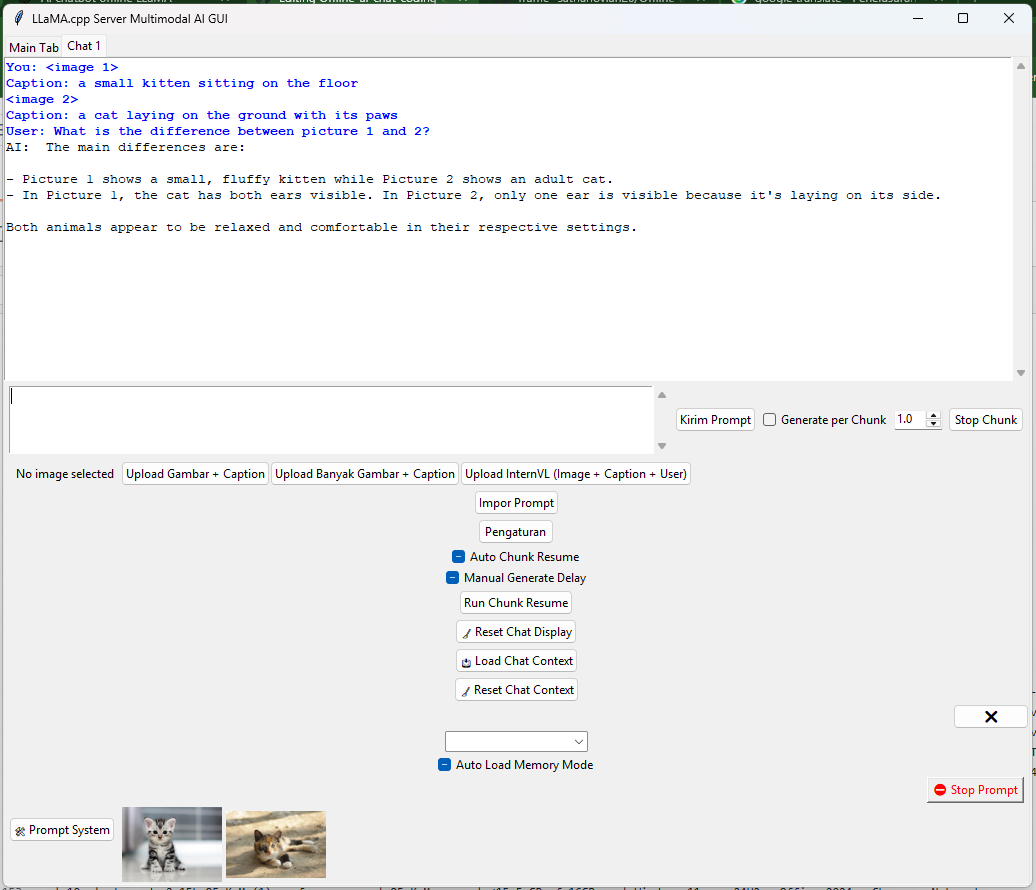 LLaMA.cpp Server Multimodal AI GUI
Main Tab Chat 1
You: <image 1>
Caption: a small kitten sitting on the floor
<image 2>
Caption: a cat laying on the ground with its paws
User: What is the difference between picture 1 and 2?
AI:  The main differences are:
- Picture 1 shows a small, fluffy kitten while Picture 2 shows an adult cat.
- In Picture 1, the cat has both ears visible. In Picture 2, only one ear is visible because it's laying on its side.
Both animals appear to be relaxed and comfortable in their respective settings.
Kirim Prompt Generate per Chunk 1.0 Stop Chunk
No image selected Upload Gambar + Caption Upload Banyak Gambar + Caption Upload InternVL (Image + Caption + User)
Impor Prompt
Pengaturan
Auto Chunk Resume
Manual Generate Delay
Run Chunk Resume
Reset Chat Display
Load Chat Context
Reset Chat Context
Auto Load Memory Mode
Stop Prompt
Prompt System